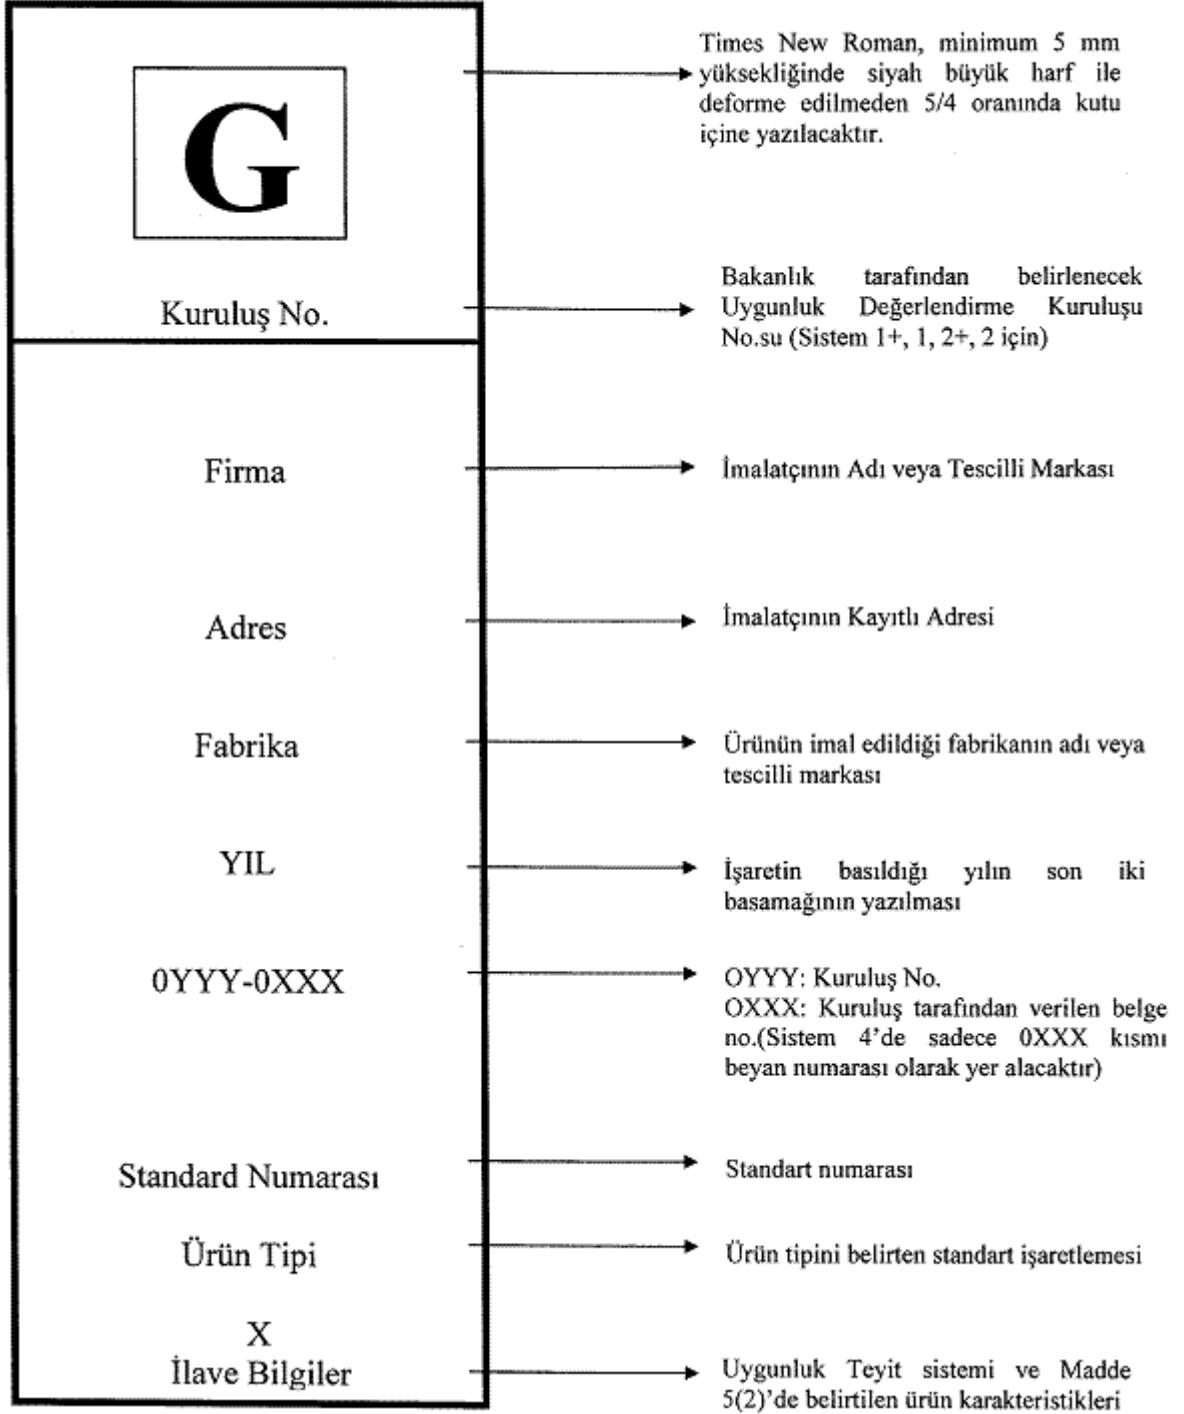 Times New Roman, minimum 5 mm
yüksekliğinde siyah büyük harf ile
deforme edilmeden 5/4 oranında kutu
içine yazılacaktır.
G
Kuruluş No.
Bakanlık tarafından belirlenecek
Uygunluk Değerlendirme Kuruluşu
No.su (Sistem 1+, 1, 2+, 2 için)
Firma
İmalatçının Adı veya Tescilli Markası
Adres
İmalatçının Kayıtlı Adresi
Fabrika
Ürünün imal edildiği fabrikanın adı veya
tescilli markası
YIL
İşaretin basıldığı yılın son iki
basamağının yazılması
0YYY-0XXX
OYYY: Kuruluş No.
OXXX: Kuruluş tarafından verilen belge
no.(Sistem 4’de sadece 0XXX kısmı
beyan numarası olarak yer alacaktır)
Standard Numarası
Standart numarası
Ürün Tipi
Ürün tipini belirten standart işaretlemesi
X
İlave Bilgiler
Uygunluk Teyit sistemi ve Madde
5(2)’de belirtilen ürün karakteristikleri